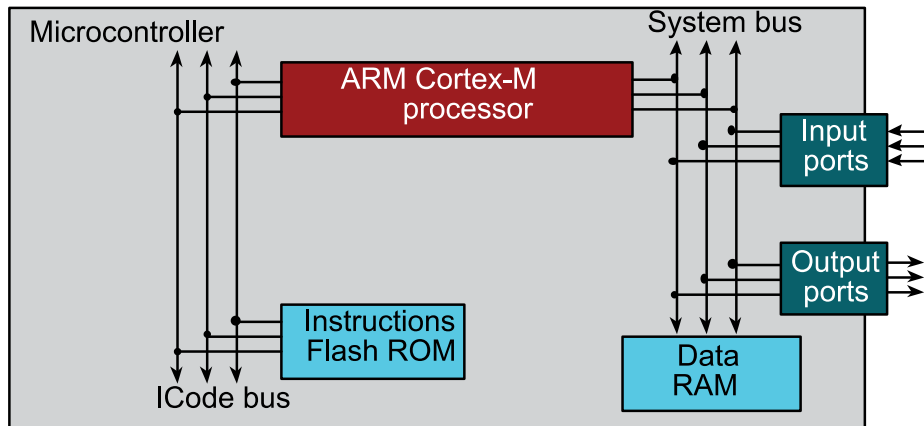 Microcontroller
System bus
ARM Cortex-M
processor
Input
ports
Output
ports
Instructions
Flash ROM
Data
RAM
ICode bus